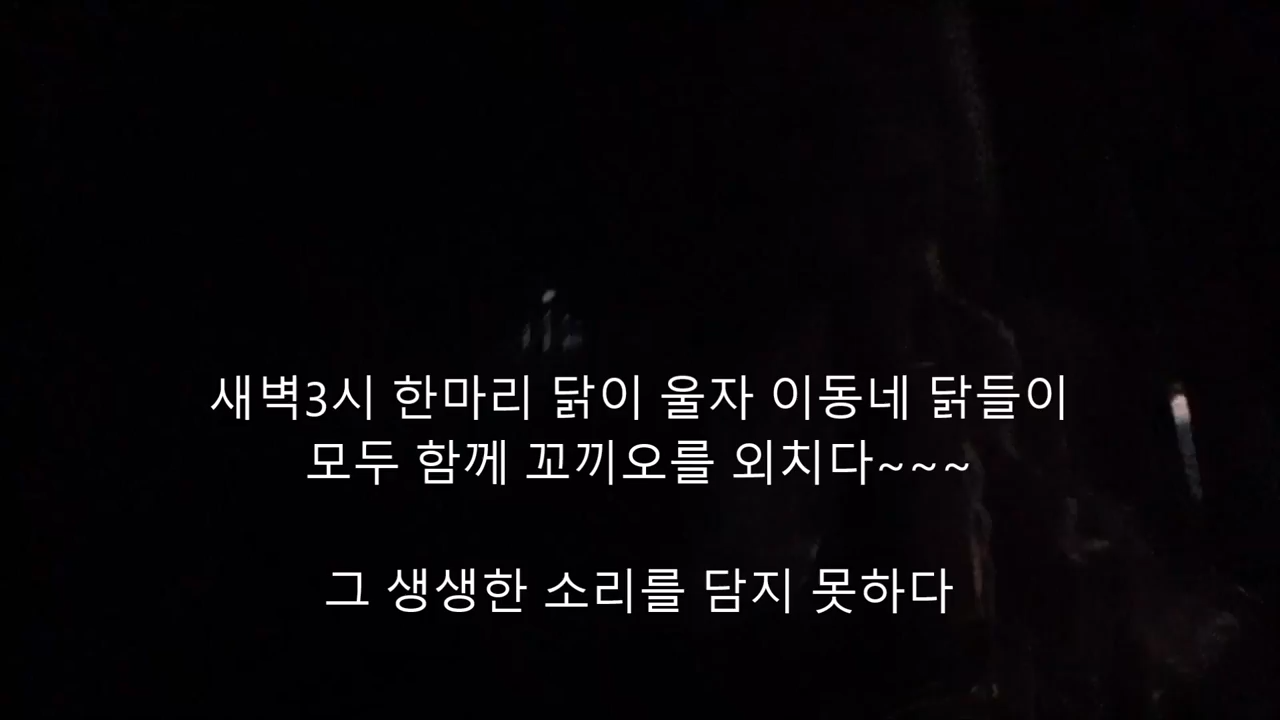 새벽3시 한마리 닭이 울자 이동네 닭들이
모두 함께 꼬끼오를 외치다~~~
그 생생한 소리를 담지 못하다